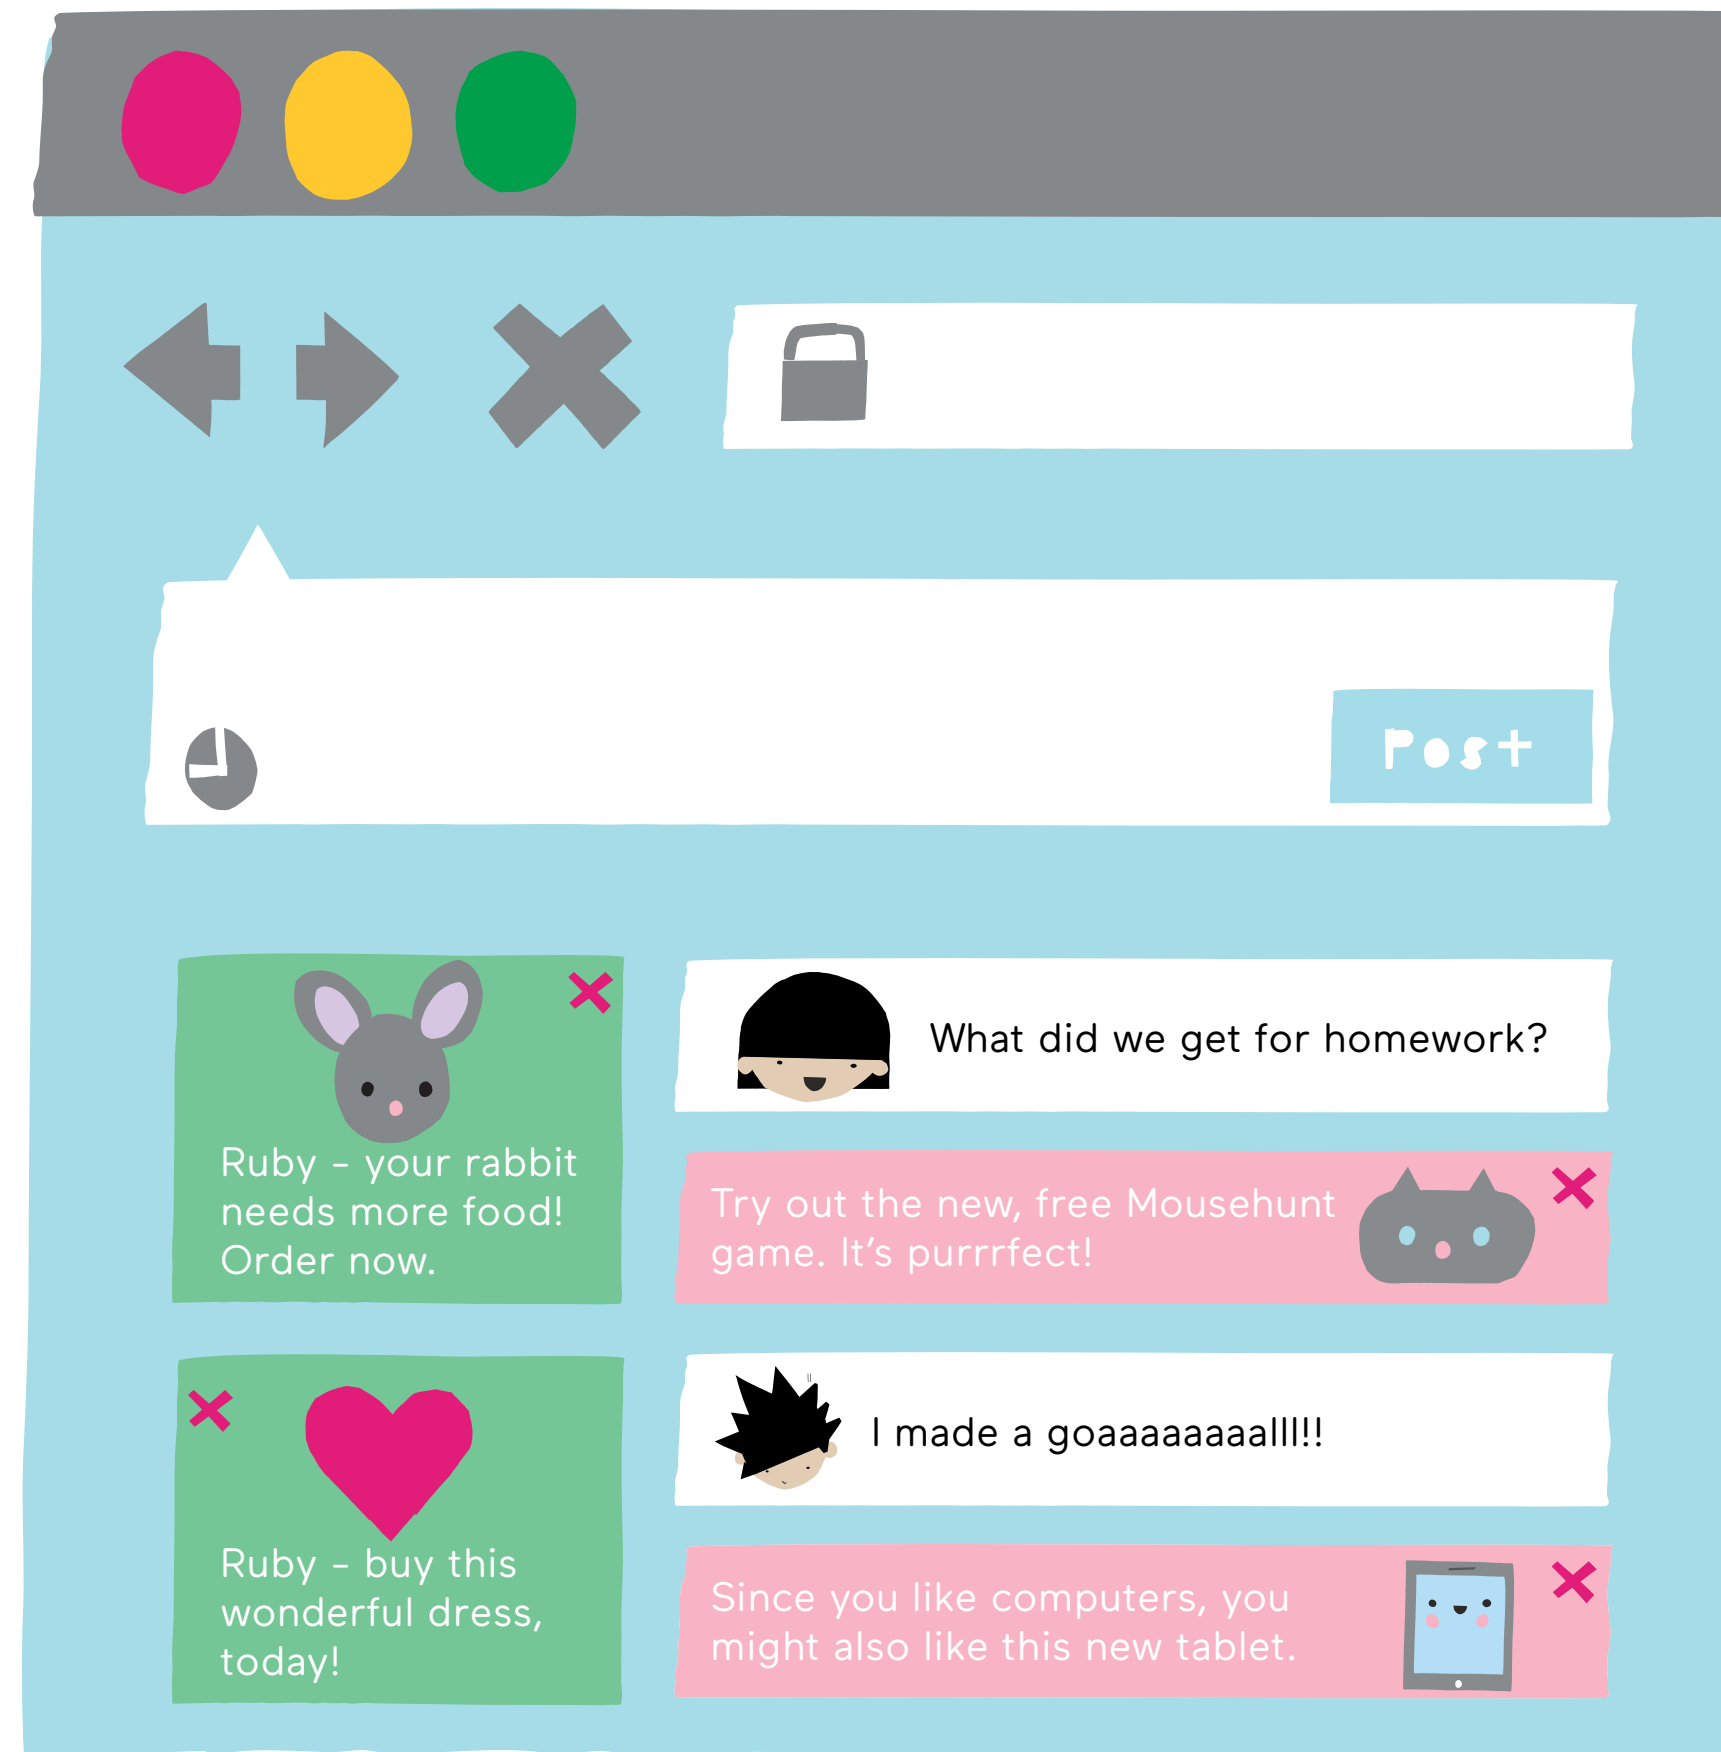 Post
Ruby – your rabbit
needs more food!
Order now.
What did we get for homework?
Try out the new, free Mousehunt
game. It’s purrrfect!
Ruby – buy this
wonderful dress,
today!
I made a goaaaaaaaalll!!
Since you like computers, you
might also like this new tablet.